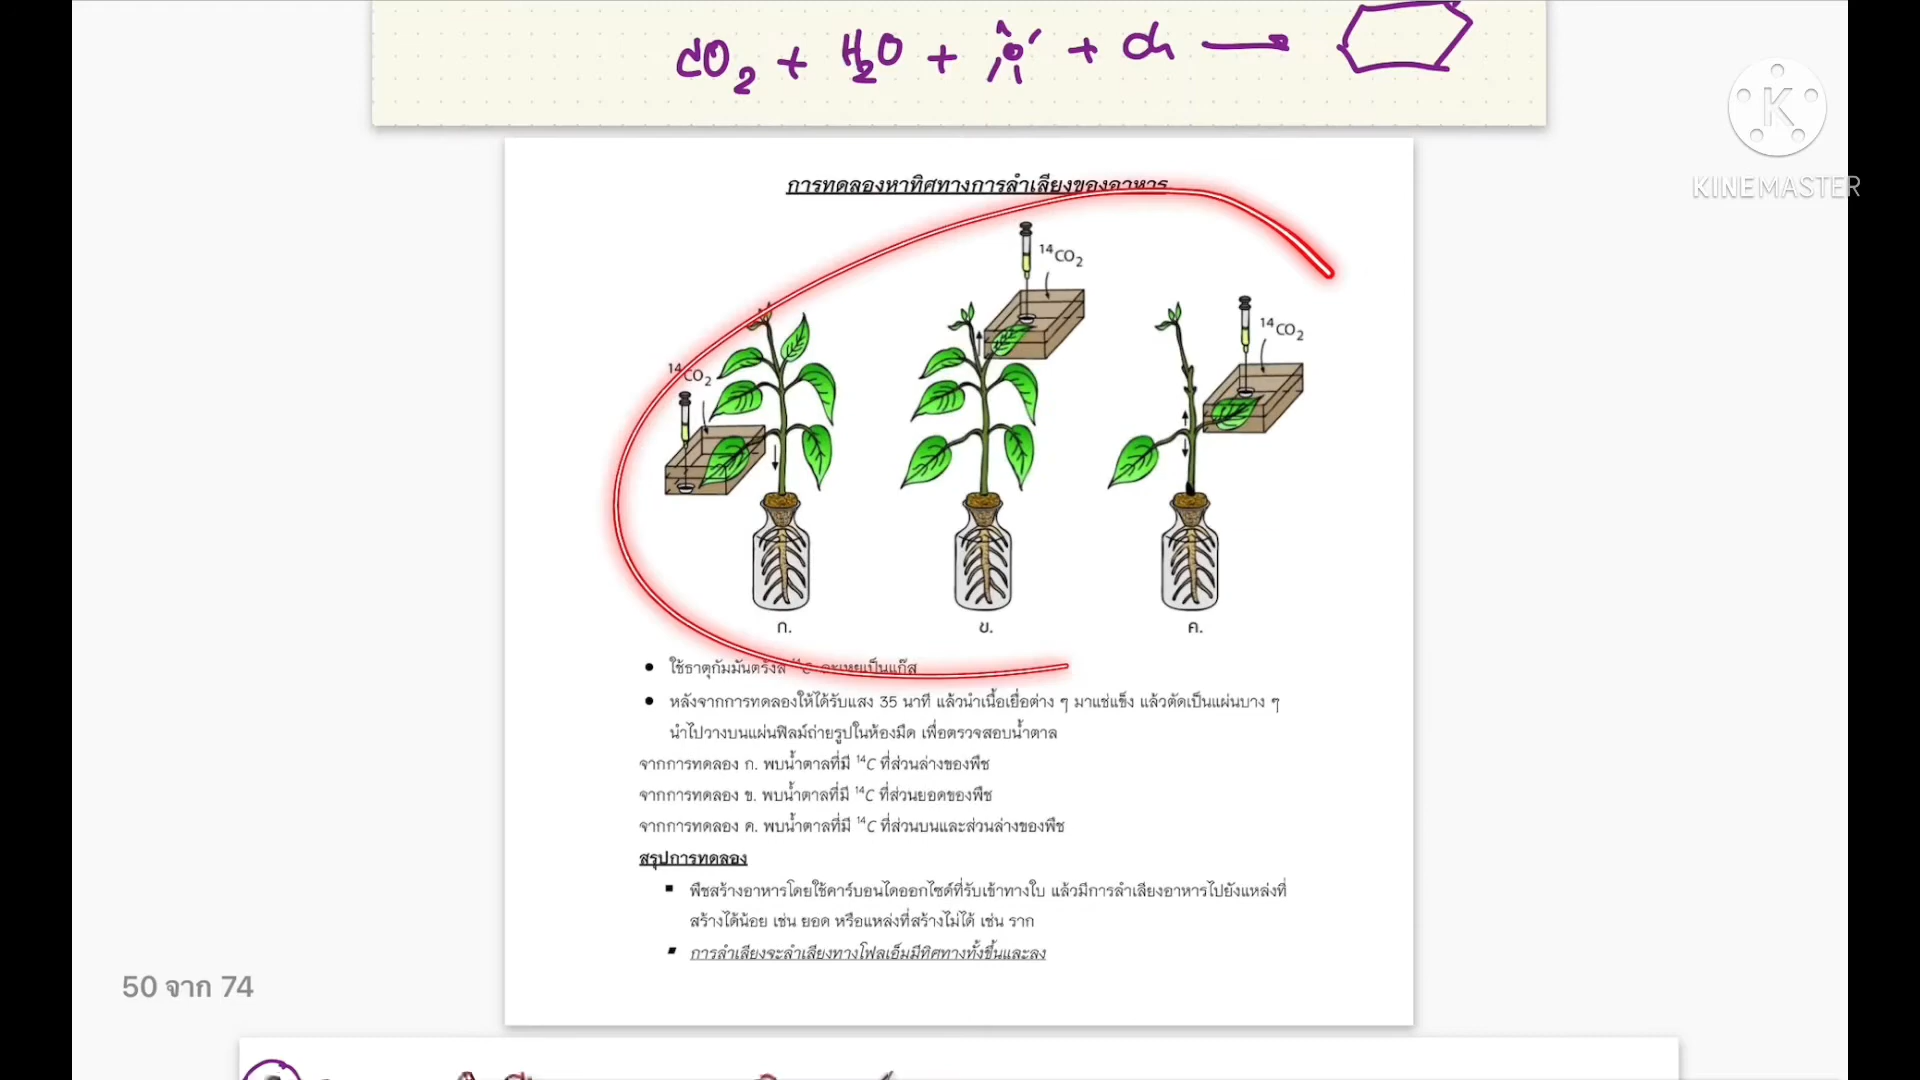 CO2 + H2O + + ch →
KINEMASTER
การทดลองหาทิศทางการลำเลียงของอาหาร
14CO2
14CO2
14CO2
ก. ข. ค.
• ใช้ธาตุกัมมันตรังสี 14C จะเหยเป็นแก๊ส
• หลังจากการทดลองให้ได้รับแสง 35 นาที แล้วนำเนื้อเยื่อต่าง ๆ มาแช่แข็ง แล้วตัดเป็นแผ่นบาง ๆ
นำไปวางบนแผ่นฟิลม์ถ่ายรูปในห้องมืด เพื่อตรวจสอบน้ำตาล
จากการทดลอง ก. พบน้ำตาลที่มี 14C ที่ส่วนล่างของพืช
จากการทดลอง ข. พบน้ำตาลที่มี 14C ที่ส่วนยอดของพืช
จากการทดลอง ค. พบน้ำตาลที่มี 14C ที่ส่วนบนและส่วนล่างของพืช
สรุปการทดลอง
▪ พืชสร้างอาหารโดยใช้คาร์บอนไดออกไซด์ที่รับเข้าทางใบ แล้วมีการลำเลียงอาหารไปยังแหล่งที่
สร้างได้น้อย เช่น ยอด หรือแหล่งที่สร้างไม่ได้ เช่น ราก
▪ การลำเลียงจะลำเลียงทางโฟลเอ็มมีทิศทางทั้งขึ้นและลง
50 จาก 74